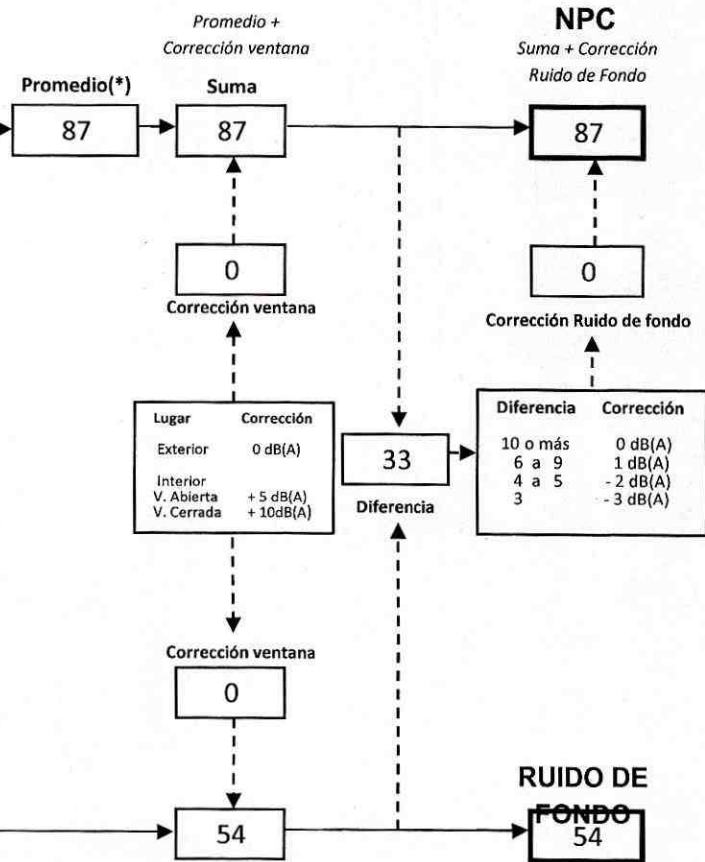 Promedio +
Corrección ventana
NPC
Suma + Corrección
Ruido de Fondo
Promedio(*)
Suma
87
87
87
0
Corrección ventana
0
Corrección Ruido de fondo
Lugar Corrección
Exterior 0 dB(A)
Interior
V. Abierta + 5 dB(A)
V. Cerrada + 10dB(A)
33
Diferencia
Diferencia Corrección
10 o más 0 dB(A)
6 a 9 1 dB(A)
4 a 5 - 2 dB(A)
3 - 3 dB(A)
Corrección ventana
0
54
RUIDO DE
FONDO
54